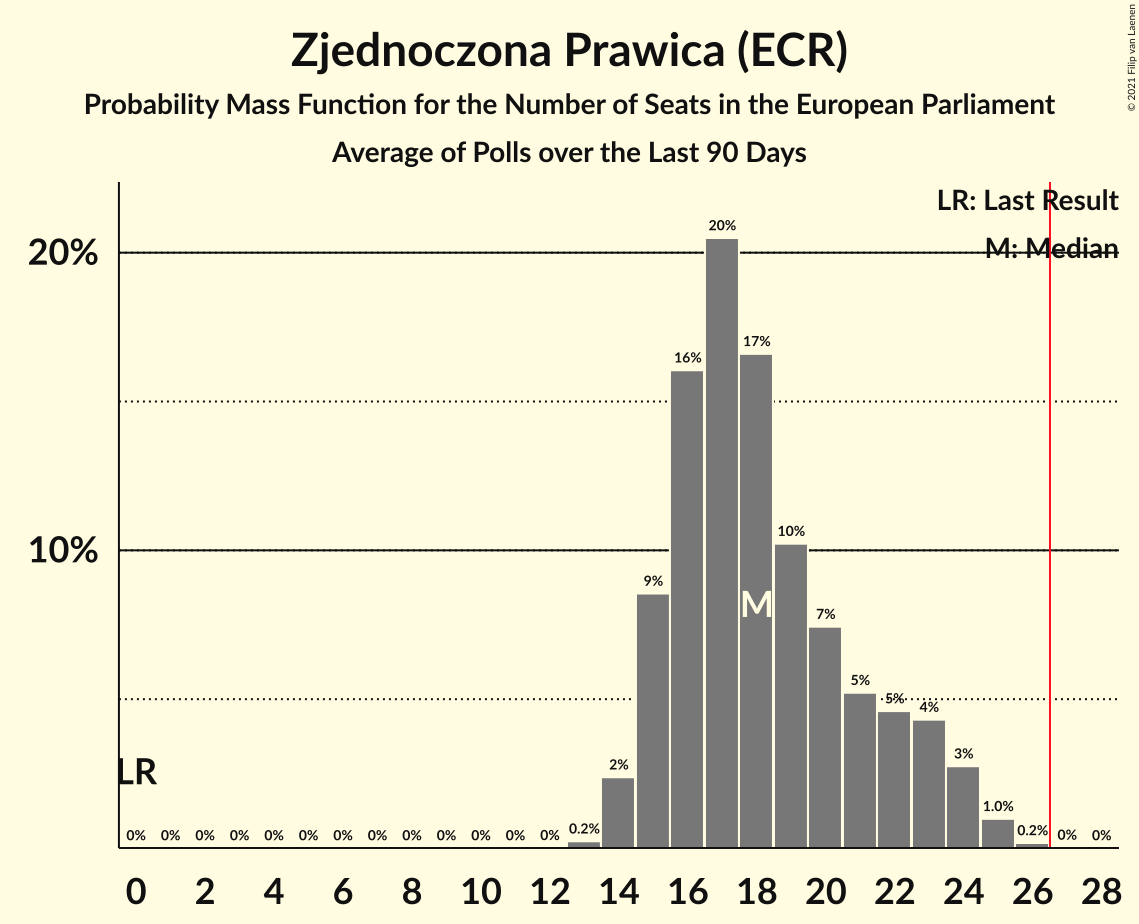 Zjednoczona Prawica (ECR)
Probability Mass Function for the Number of Seats in the European Parliament
Average of Polls over the Last 90 Days
© 2021 Filip van Laenen
LR: Last Result
M: Median
20%
10%
20%
17%
16%
10%
9%
7%
5%
5%
4%
3%
2%
1.0%
M
LR
0% 0% 0% 0% 0% 0% 0% 0% 0% 0% 0% 0% 0% 0.2% 0.2% 0% 0%
0 2 4 6 8 10 12 14 16 18 20 22 24 26 28